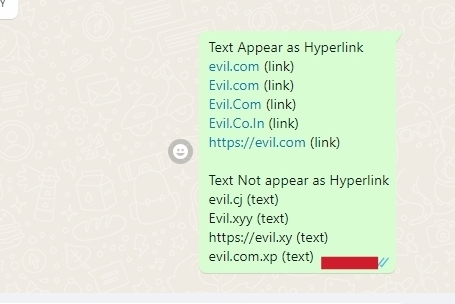 Text Appear as Hyperlink
evil.com (link)
Evil.com (link)
Evil.Com (link)
Evil.Co.In (link)
https://evil.com (link)
Text Not appear as Hyperlink
evil.cj (text)
Evil.xyy (text)
https://evil.xy (text)
evil.com.xp (text)